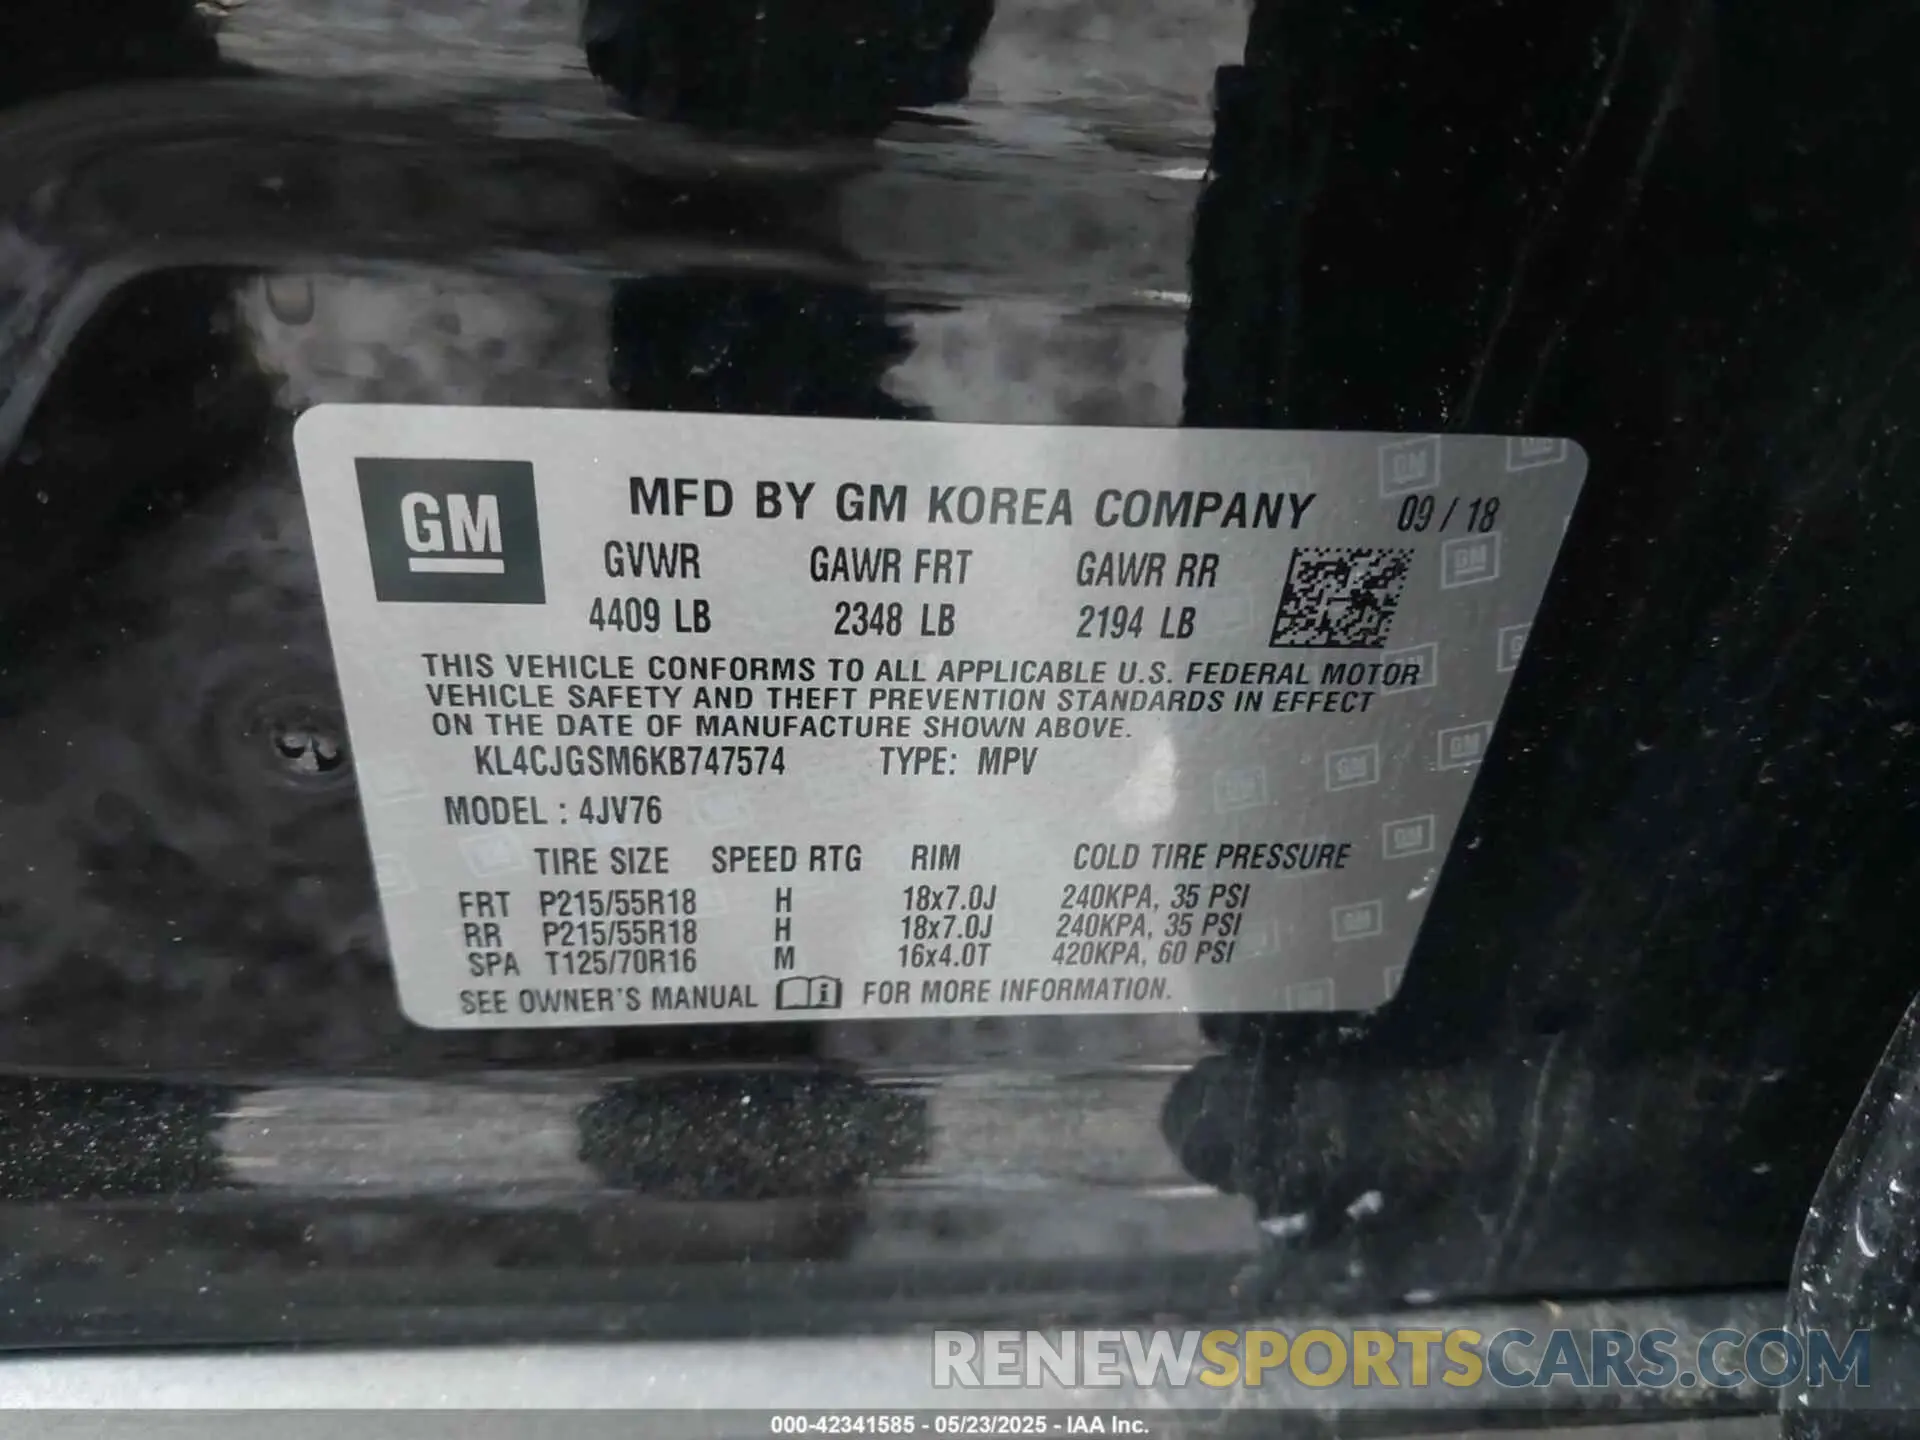 GM
MFD BY GM KOREA COMPANY 09 / 18
GVWR GAWR FRT GAWR RR
4409 LB 2348 LB 2194 LB
THIS VEHICLE CONFORMS TO ALL APPLICABLE U.S. FEDERAL MOTOR
VEHICLE SAFETY AND THEFT PREVENTION STANDARDS IN EFFECT
ON THE DATE OF MANUFACTURE SHOWN ABOVE.
KL4CJGSM6KB747574 TYPE: MPV
MODEL : 4JV76
TIRE SIZE SPEED RTG RIM COLD TIRE PRESSURE
FRT P215/55R18 H 18x7.0J 240KPA, 35 PSI
RR P215/55R18 H 18x7.0J 240KPA, 35 PSI
SPA T125/70R16 M 16x4.0T 420KPA, 60 PSI
SEE OWNER'S MANUAL i FOR MORE INFORMATION.
RENEWSPORTSCARS.COM
000-42341585 - 05/23/2025 - IAA Inc.